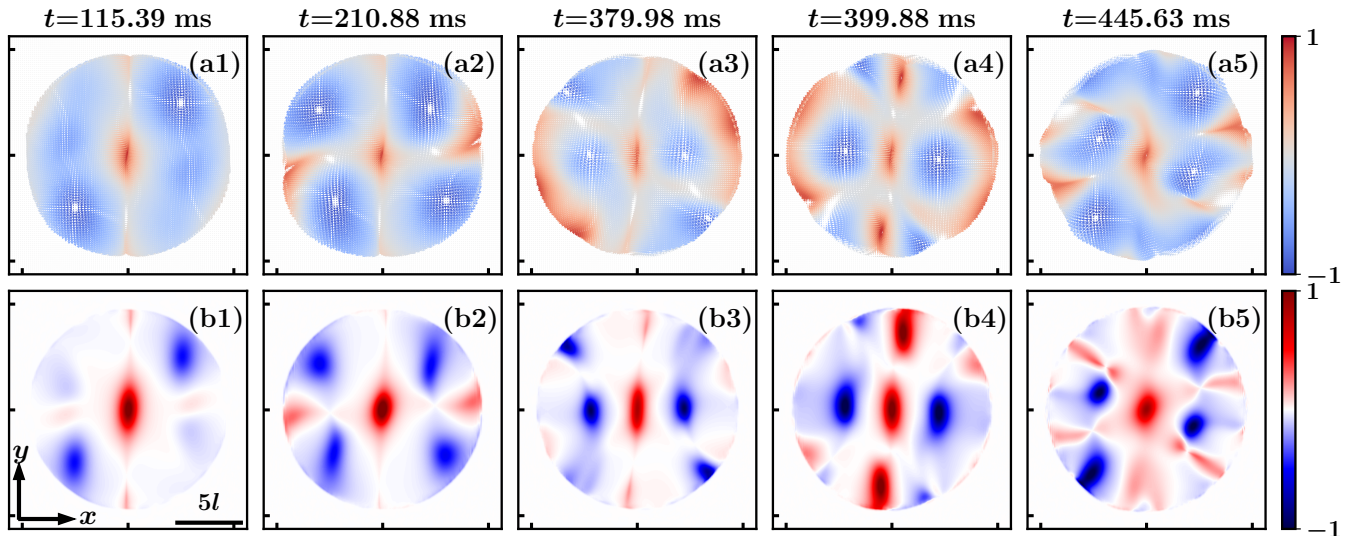 t=115.39 ms t=210.88 ms t=379.98 ms t=399.88 ms t=445.63 ms
(a1) (a2) (a3) (a4) (a5) 1
−1
(b1) (b2) (b3) (b4) (b5) 1
y
x 5l
−1